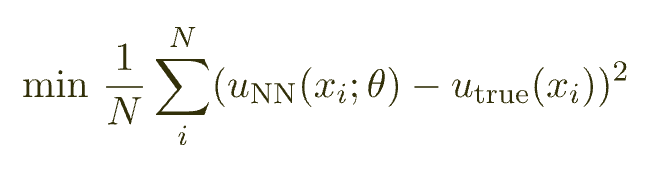 min 1/N ∑_i^N (u_NN(x_i; θ) − u_true(x_i))²